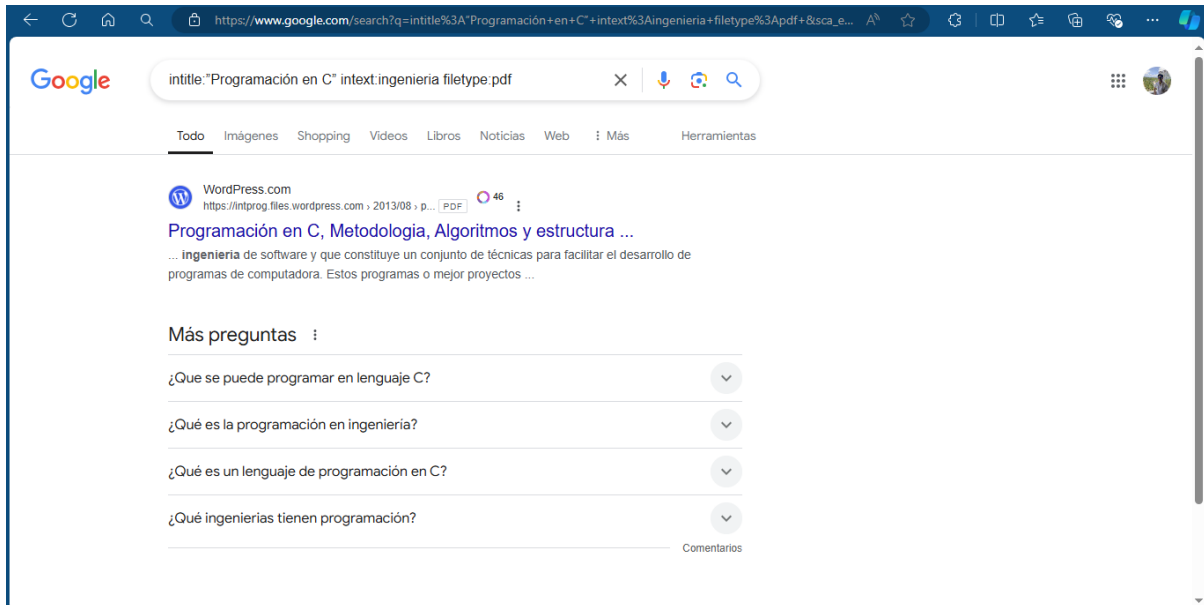 https://www.google.com/search?q=intitle%3A"Programación+en+C"+intext%3Aingenieria+filetype%3Apdf+&sca_e...
Google
intitle:"Programación en C" intext:ingenieria filetype:pdf
Todo Imágenes Shopping Videos Libros Noticias Web Más Herramientas
WordPress.com
https://intprog.files.wordpress.com › 2013/08 › p... PDF 46
Programación en C, Metodologia, Algoritmos y estructura ...
... ingeniería de software y que constituye un conjunto de técnicas para facilitar el desarrollo de
programas de computadora. Estos programas o mejor proyectos ...
Más preguntas
¿Que se puede programar en lenguaje C?
¿Qué es la programación en ingeniería?
¿Qué es un lenguaje de programación en C?
¿Qué ingenierias tienen programación?
Comentarios